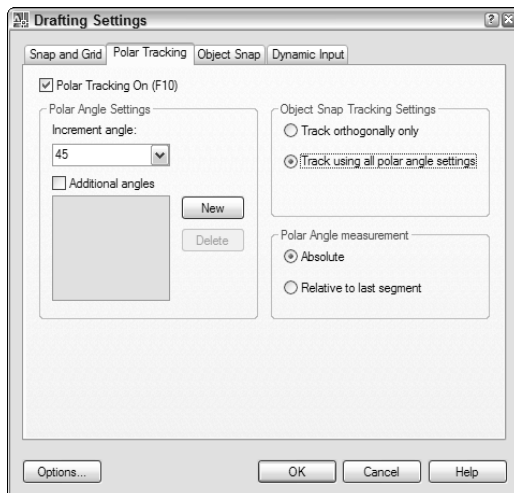 Drafting Settings
Snap and Grid
Polar Tracking
Object Snap
Dynamic Input
Polar Tracking On (F10)
Polar Angle Settings
Increment angle:
45
Additional angles
New
Delete
Object Snap Tracking Settings
Track orthogonally only
Track using all polar angle settings
Polar Angle measurement
Absolute
Relative to last segment
Options...
OK
Cancel
Help